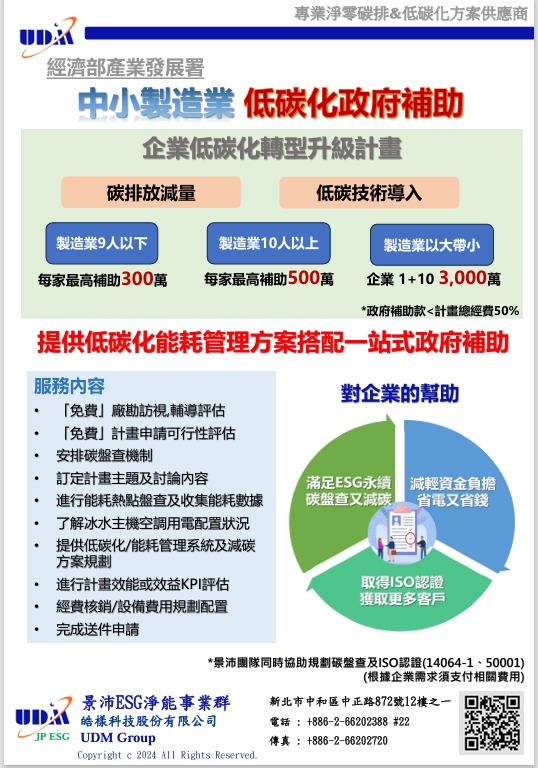 專業淨零碳排&低碳化方案供應商
UDM
經濟部產業發展署
中小製造業 低碳化政府補助
企業低碳化轉型升級計畫
碳排放減量
低碳技術導入
製造業9人以下
製造業10人以上
製造業以大帶小
每家最高補助300萬
每家最高補助500萬
企業 1+10 3,000萬
*政府補助款<計畫總經費50%
提供低碳化能耗管理方案搭配一站式政府補助
服務內容
• 「免費」廠勘訪視,輔導評估
• 「免費」計畫申請可行性評估
• 安排碳盤查機制
• 訂定計畫主題及討論內容
• 進行能耗熱點盤查及收集能耗數據
• 了解冰水主機空調用電配置狀況
• 提供低碳化/能耗管理系統及減碳
方案規劃
• 進行計畫效能或效益KPI評估
• 經費核銷/設備費用規劃配置
• 完成送件申請
對企業的幫助
滿足ESG永續
碳盤查又減碳
減輕資金負擔
省電又省錢
取得ISO認證
獲取更多客戶
*景沛團隊同時協助規劃碳盤查及ISO認證(14064-1、50001)
(根據企業需求須支付相關費用)
UDM
JP ESG
景沛ESG淨能事業群
皓樣科技股份有限公司
UDM Group
Copyright c 2024 All Rights Reserved.
新北市中和區中正路872號12樓之一
電話 : +886-2-66202388 #22
傳真 : +886-2-66202720